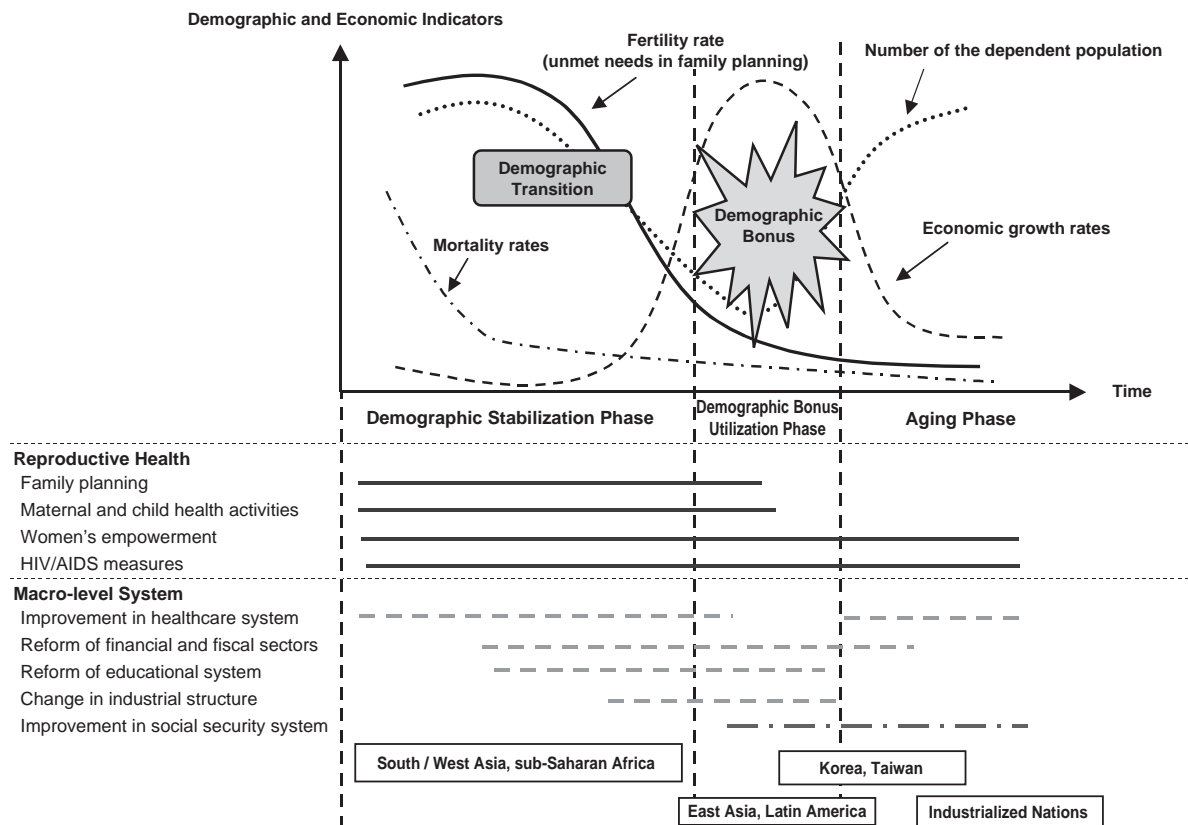 Demographic and Economic Indicators
Fertility rate
(unmet needs in family planning)
Number of the dependent population
Demographic
Transition
Demographic
Bonus
Mortality rates
Economic growth rates
Time
Demographic Stabilization Phase
Demographic Bonus
Utilization Phase
Aging Phase
Reproductive Health
Family planning
Maternal and child health activities
Women's empowerment
HIV/AIDS measures
Macro-level System
Improvement in healthcare system
Reform of financial and fiscal sectors
Reform of educational system
Change in industrial structure
Improvement in social security system
South / West Asia, sub-Saharan Africa
Korea, Taiwan
East Asia, Latin America
Industrialized Nations